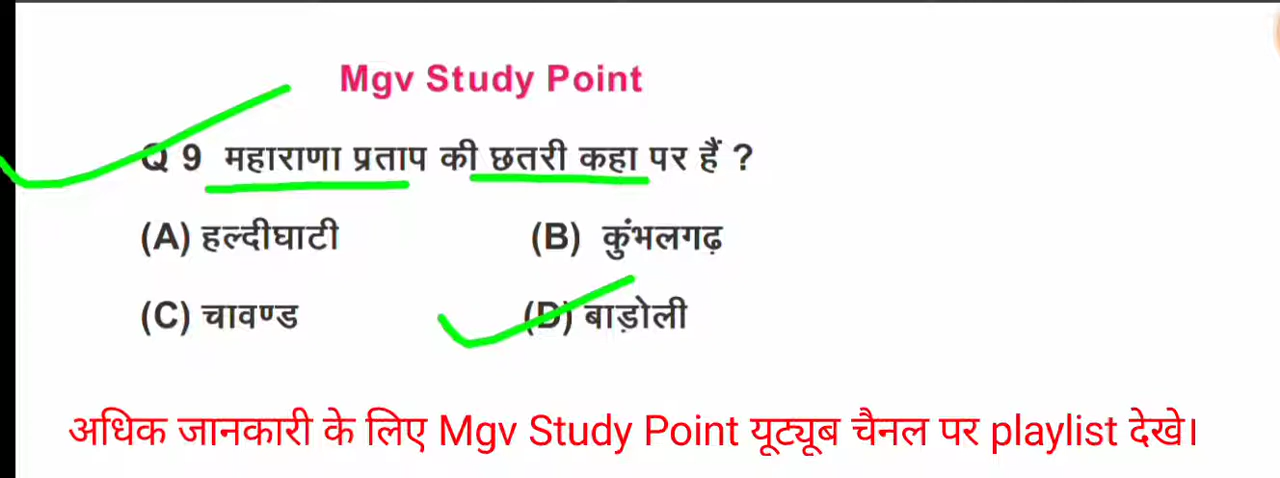 Mgv Study Point
Q 9 महाराणा प्रताप की छतरी कहा पर हैं ?
(A) हल्दीघाटी (B) कुंभलगढ़
(C) चावण्ड (D) बाड़ोली
अधिक जानकारी के लिए Mgv Study Point यूट्यूब चैनल पर playlist देखे।